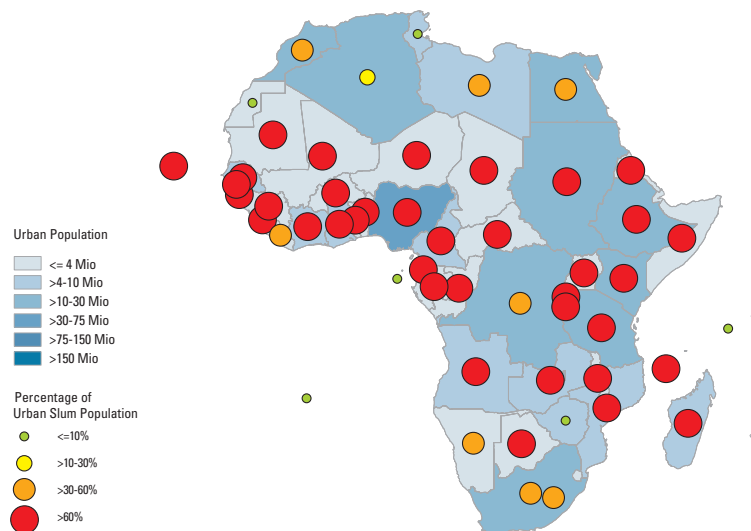 Urban Population
<= 4 Mio
>4-10 Mio
>10-30 Mio
>30-75 Mio
>75-150 Mio
>150 Mio
Percentage of
Urban Slum Population
<=10%
>10-30%
>30-60%
>60%